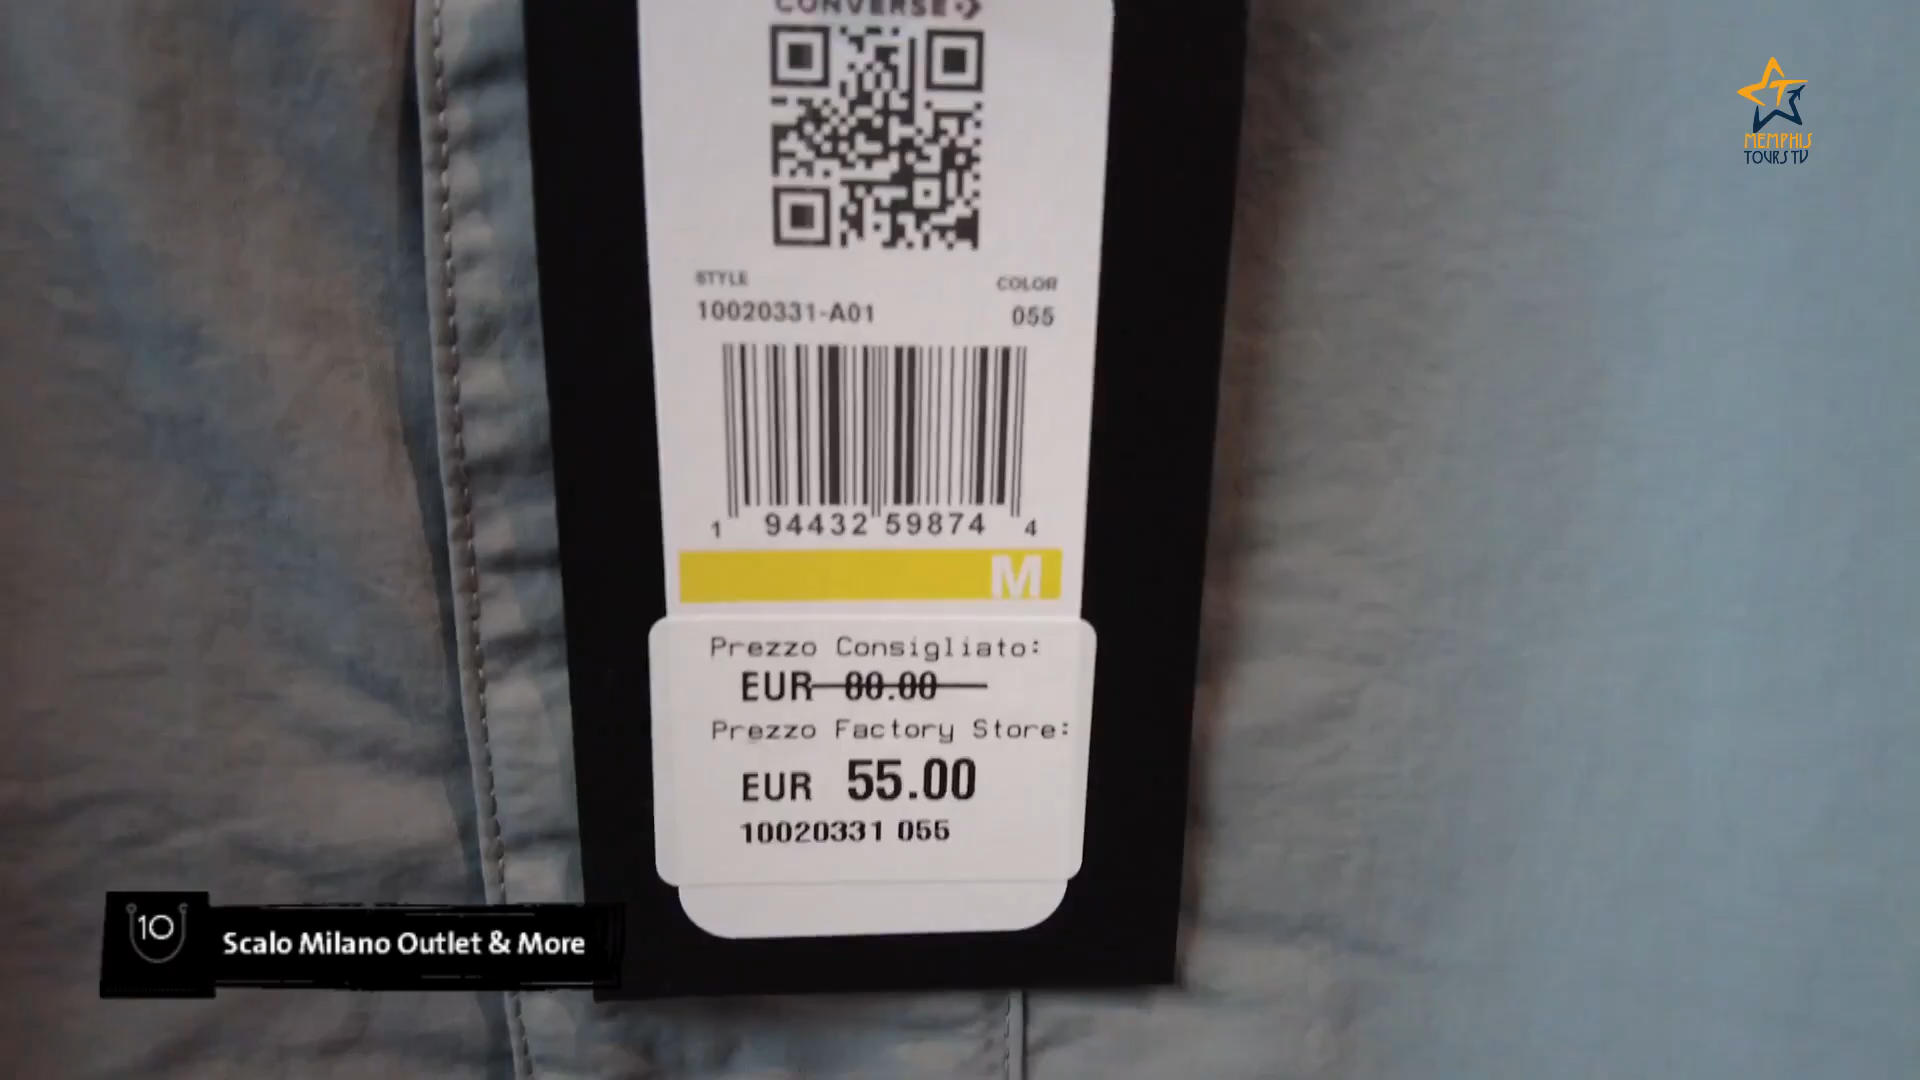 CONVERSE
STYLE
COLOR
10020331-A01
055
1 94432 59874 4
M
Prezzo Consigliato:
EUR 80.00
Prezzo Factory Store:
EUR 55.00
10020331 055
10
Scalo Milano Outlet & More
MEMPHIS
TOURS TV